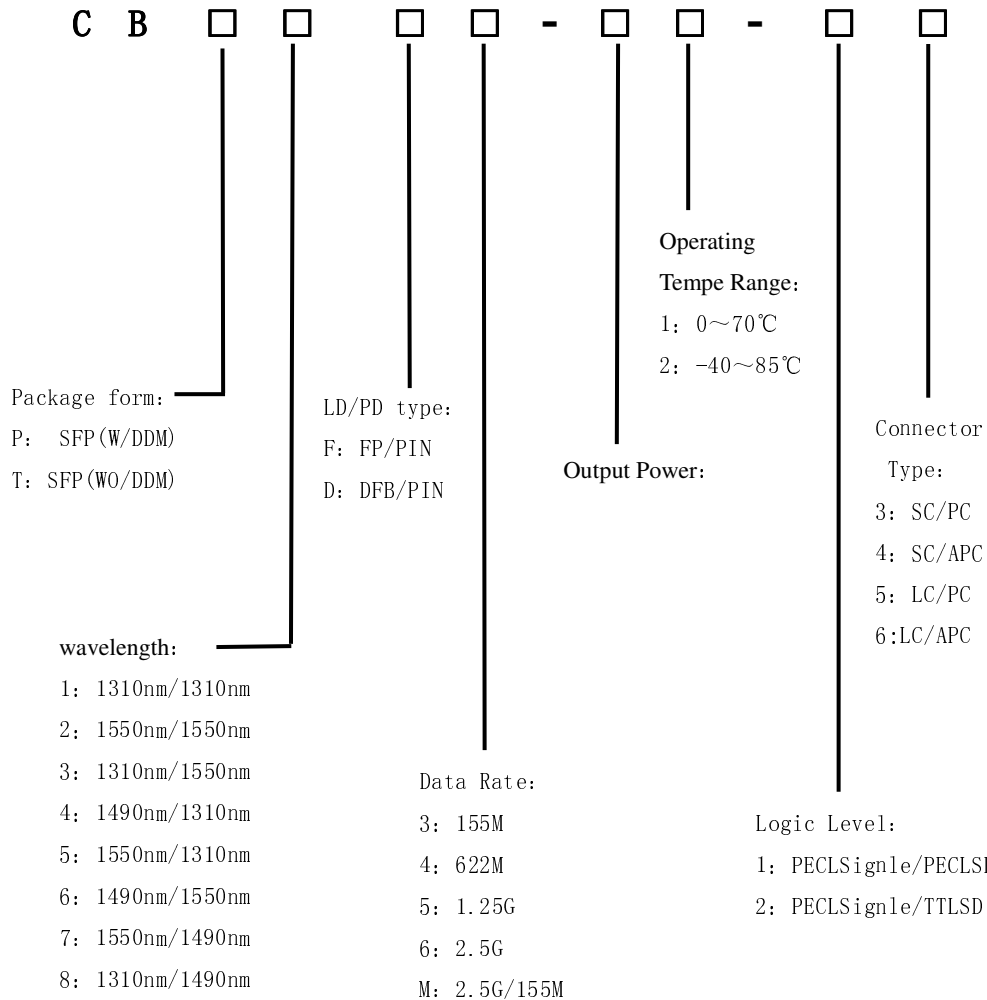 C B □ □ □ □ - □ □ - □ □
Operating
Tempe Range：
1：0～70℃
2：-40～85℃
Package form：
P： SFP(W/DDM)
T：SFP(WO/DDM)
LD/PD type：
F：FP/PIN
D：DFB/PIN
Output Power：
Connector
Type：
3：SC/PC
4：SC/APC
5：LC/PC
6:LC/APC
wavelength：
1：1310nm/1310nm
2：1550nm/1550nm
3：1310nm/1550nm
4：1490nm/1310nm
5：1550nm/1310nm
6：1490nm/1550nm
7：1550nm/1490nm
8：1310nm/1490nm
Data Rate：
3：155M
4：622M
5：1.25G
6：2.5G
M：2.5G/155M
Logic Level：
1：PECLSignle/
2：PECLSignle/TTLSD